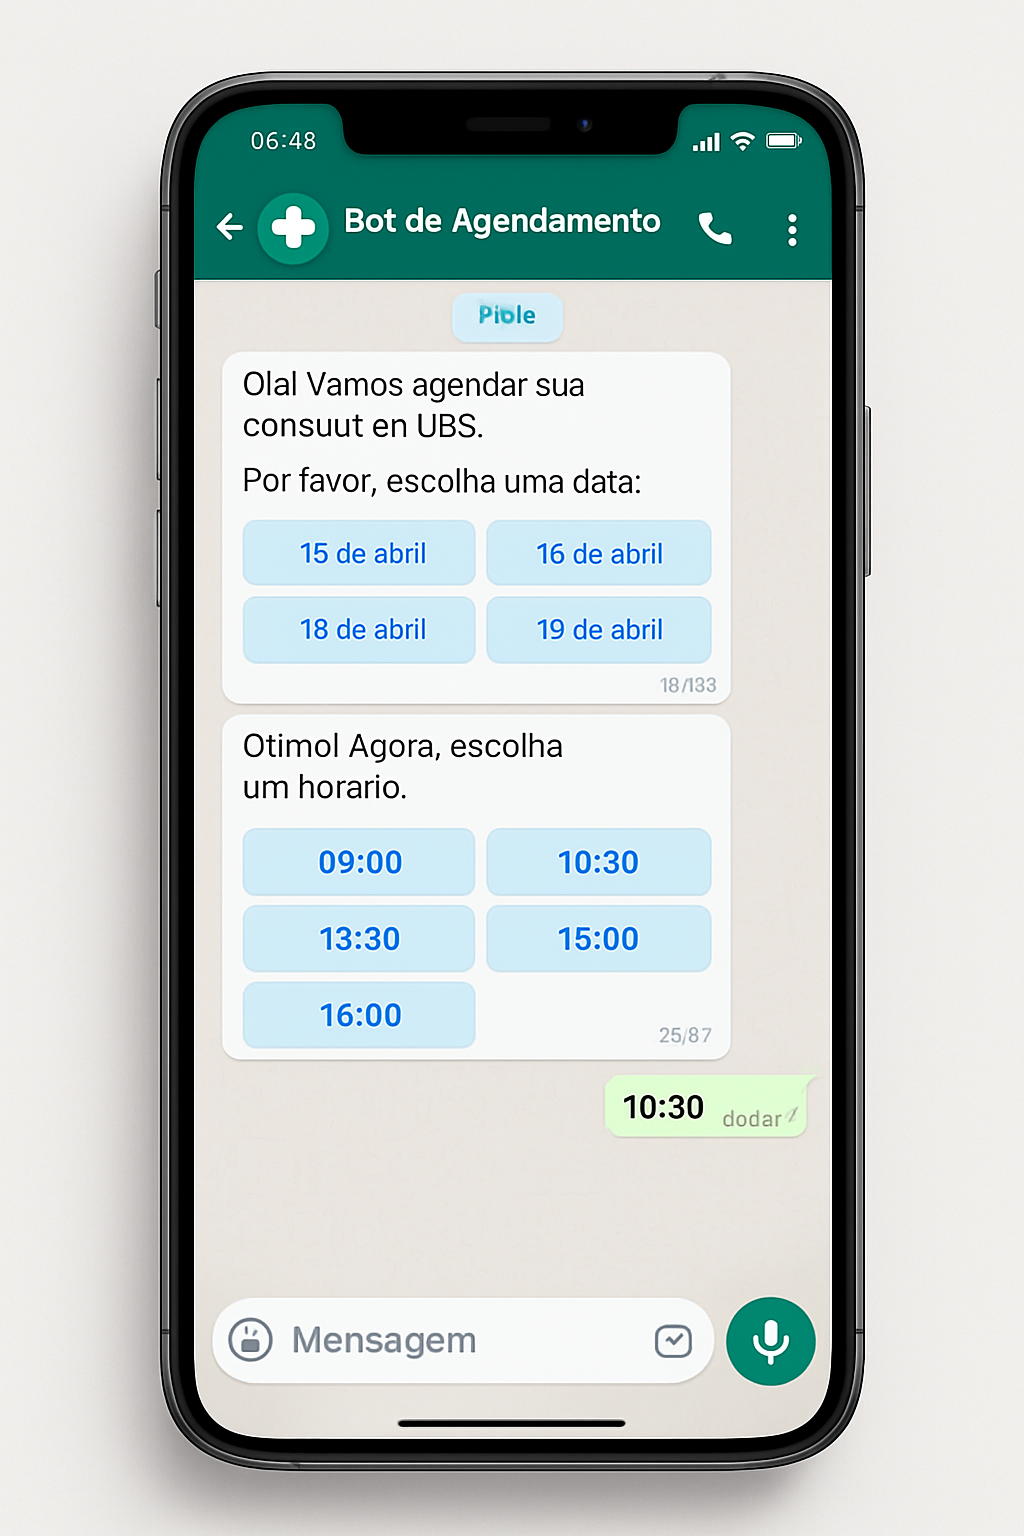 06:48
Bot de Agendamento
Olal Vamos agendar sua
consuut en UBS.
Por favor, escolha uma data:
15 de abril
16 de abril
18 de abril
19 de abril
18/133
Otimol Agora, escolha
um horario.
09:00
10:30
13:30
15:00
16:00
25/87
10:30 dodar
Mensagem